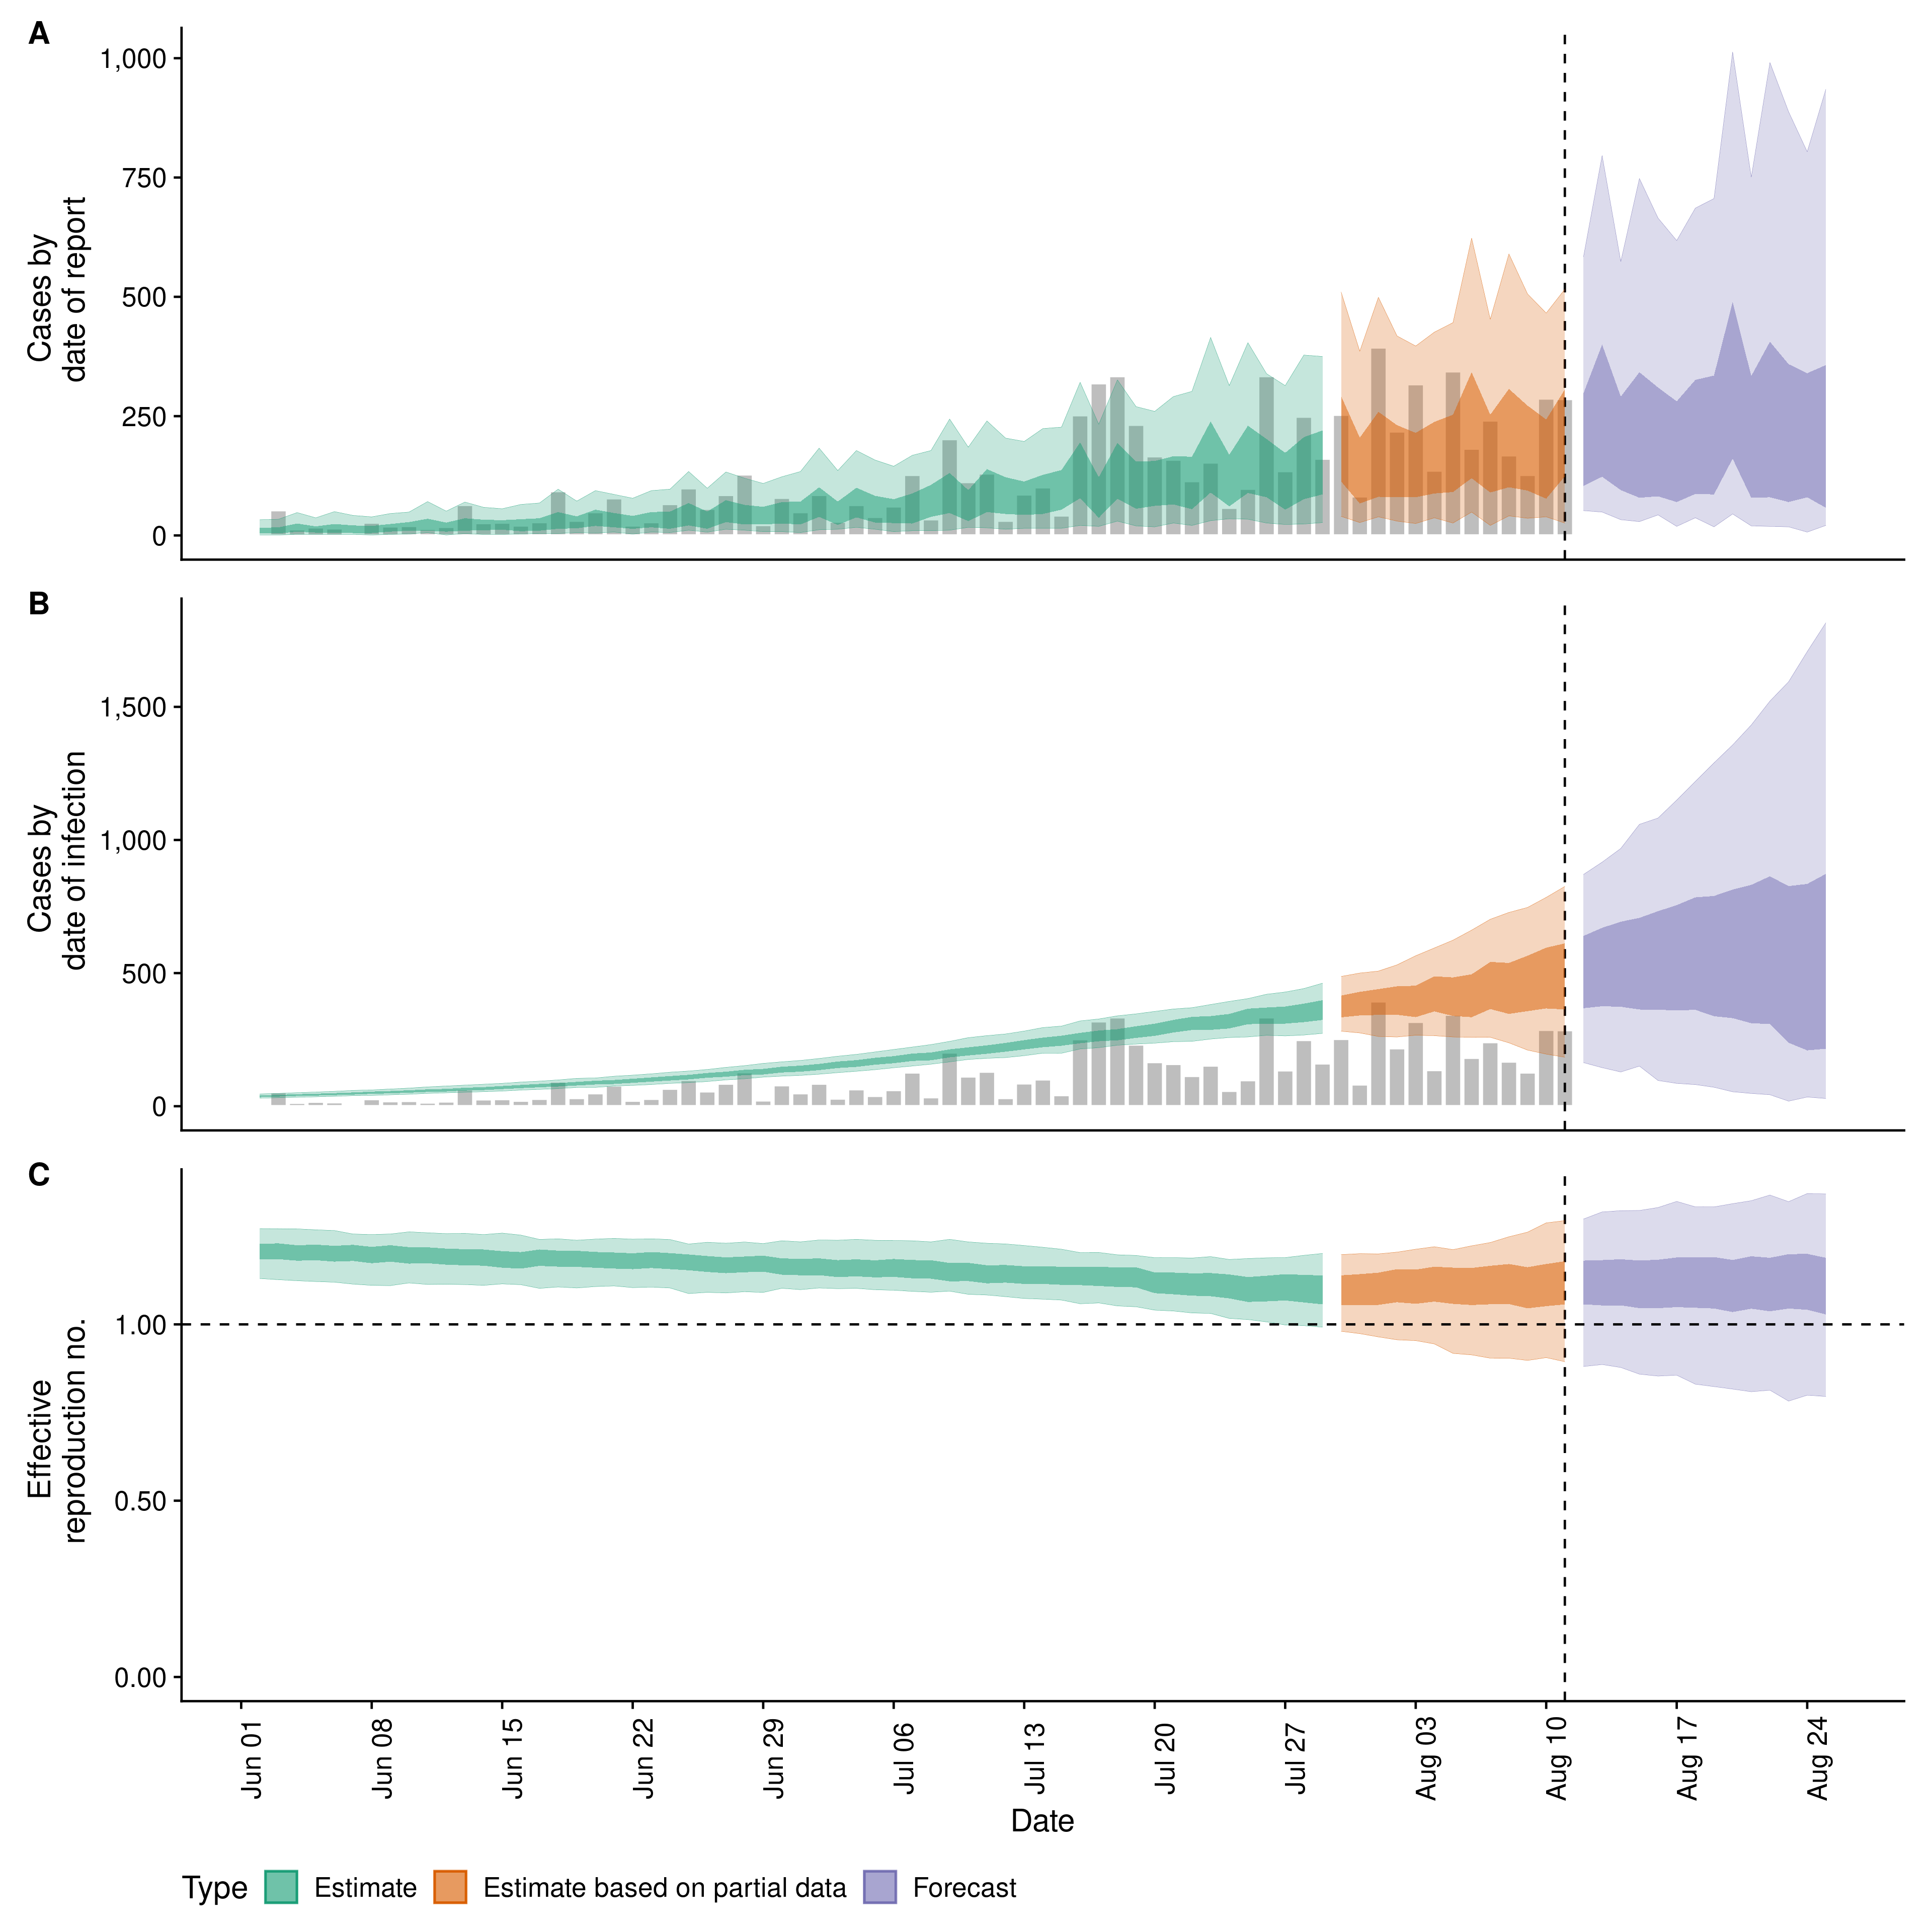 A
Cases by
date of report
1,000
750
500
250
0
B
Cases by
date of infection
1,500
1,000
500
0
C
Effective
reproduction no.
1.00
0.50
0.00
Jun 01
Jun 08
Jun 15
Jun 22
Jun 29
Jul 06
Jul 13
Jul 20
Jul 27
Aug 03
Aug 10
Aug 17
Aug 24
Date
Type Estimate Estimate based on partial data Forecast